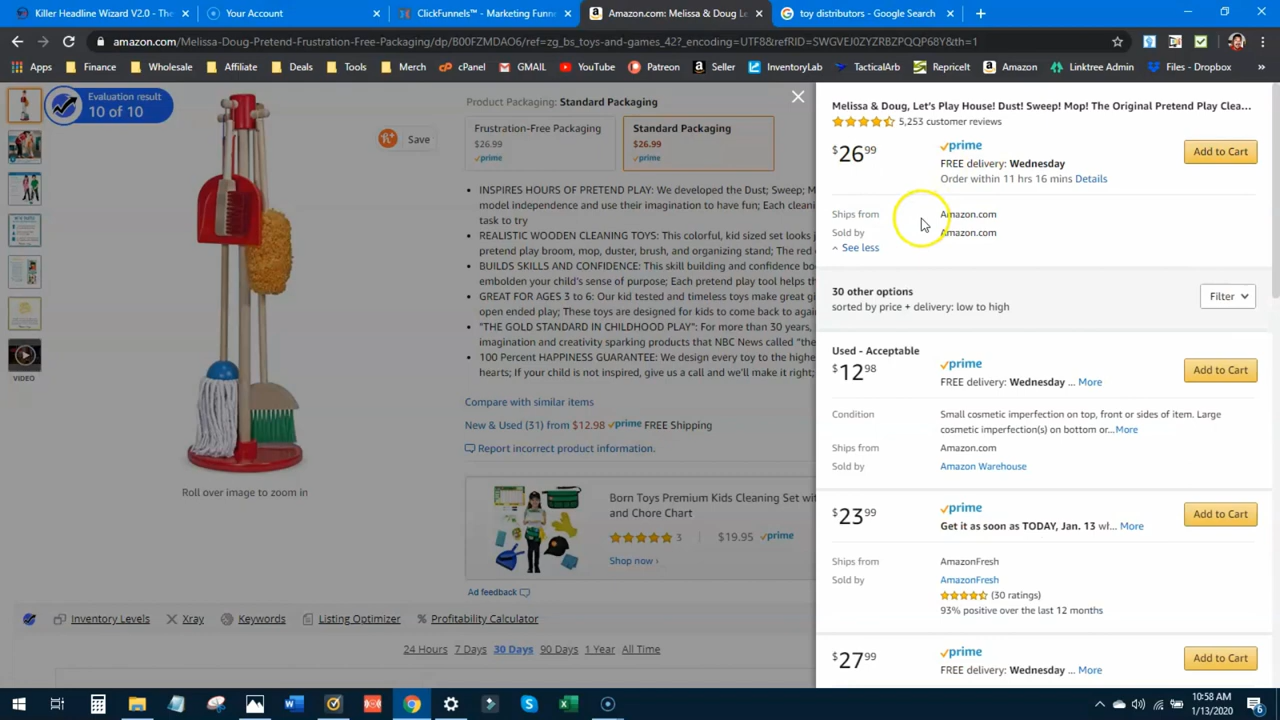 Killer Headline Wizard V2.0 - The
Your Account
ClickFunnels™ - Marketing Funn
Amazon.com: Melissa & Doug Le
toy distributors - Google Search
amazon.com/Melissa-Doug-Pretend-Frustration-Free-Packaging/dp/B00FZMDAO6/ref=zg_bs_toys-and-games_42?_encoding=UTF8&refRID=SWGVEJ0YZYRBZPQQP68Y&th=1
Apps
Finance
Wholesale
Affiliate
Deals
Tools
Merch
cPanel
GMAIL
YouTube
Patreon
Seller
InventoryLab
TacticalArb
RepriceIt
Amazon
Linktree Admin
Files - Dropbox
»
Evaluation result
10 of 10
Save
Product Package: Standard Packaging
Frustration-Free Packaging
$26.99
prime
Standard Packaging
$26.99
prime
• INSPIRES HOURS OF PRETEND PLAY: We developed the Dust; Sweep; M
model independence and use their imagination to have fun; Each pretend
task to try
• REALISTIC WOODEN CLEANING TOYS: This colorful, kid sized set looks j
pretend play broom, mop, duster, brush, and organizing stand; The red
• BUILDS SKILLS AND CONFIDENCE: This skill building and confidence bo
embolden your child's sense of purpose; Each pretend play tool helps t
• GREAT FOR AGES 3 to 6: Our kid tested and timeless toys make great gi
open ended play; These toys are designed for kids to come back to agai
• "THE GOLD STANDARD IN CHILDHOOD PLAY": For more than 30 years,
imagination and creativity sparking products that NBC News called "the
• 100 Percent HAPPINESS GUARANTEE: We design every toy to the highes
hearts; If your child is not inspired, give us a call and we'll make it right;
Compare with similar items
New & Used (31) from $12.98 prime FREE Shipping
Report incorrect product information.
VIDEO
Roll over image to zoom in
Born Toys Premium Kids Cleaning Set wit
and Chore Chart
3
$19.95 prime
Shop now ›
Ad feedback
Inventory Levels
Xray
Keywords
Listing Optimizer
Profitability Calculator
24 Hours 7 Days 30 Days 90 Days 1 Year All Time
Melissa & Doug, Let's Play House! Dust! Sweep! Mop! The Original Pretend Play Clea...
5,253 customer reviews
$26.99
prime
FREE delivery: Wednesday
Order within 11 hrs 16 mins Details
Add to Cart
Ships from Amazon.com
Sold by Amazon.com
See less
30 other options
sorted by price + delivery: low to high
Filter
Used - Acceptable
$12.98
prime
FREE delivery: Wednesday ... More
Add to Cart
Condition Small cosmetic imperfection on top, front or sides of item. Large
cosmetic imperfection(s) on bottom or...More
Ships from Amazon.com
Sold by Amazon Warehouse
$23.99
prime
Get it as soon as TODAY, Jan. 13 wl... More
Add to Cart
Ships from AmazonFresh
Sold by AmazonFresh
(30 ratings)
93% positive over the last 12 months
$27.99
prime
FREE delivery: Wednesday ... More
Add to Cart
10:58 AM
1/13/2020
6